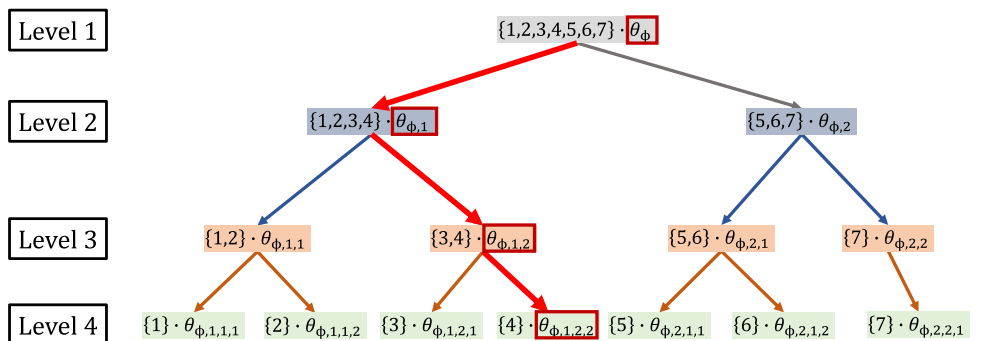 Level 1
{1,2,3,4,5,6,7} · θϕ
Level 2
{1,2,3,4} · θϕ,1
{5,6,7} · θϕ,2
Level 3
{1,2} · θϕ,1,1
{3,4} · θϕ,1,2
{5,6} · θϕ,2,1
{7} · θϕ,2,2
Level 4
{1} · θϕ,1,1,1
{2} · θϕ,1,1,2
{3} · θϕ,1,2,1
{4} · θϕ,1,2,2
{5} · θϕ,2,1,1
{6} · θϕ,2,1,2
{7} · θϕ,2,2,1